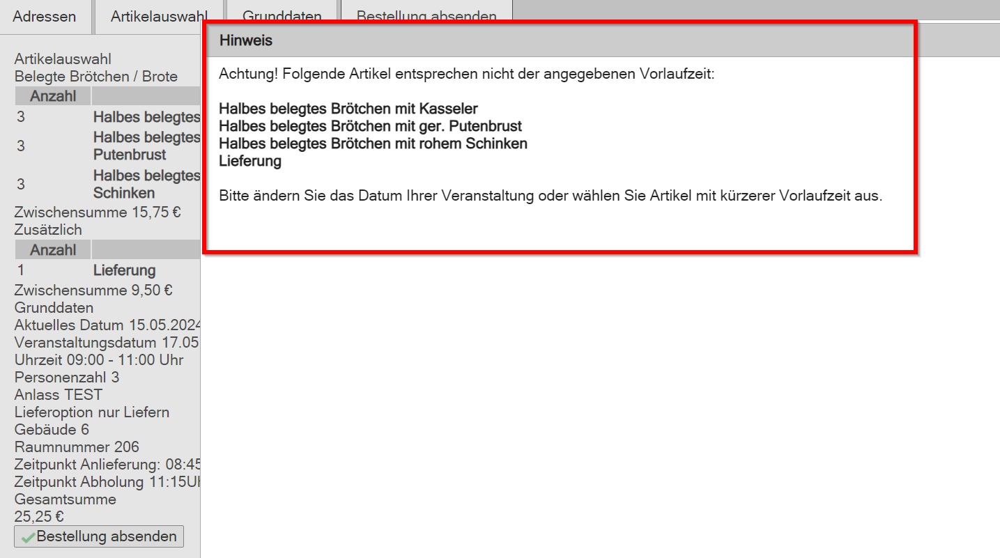 Adressen Artikelauswahl Grunddaten Bestellung absenden
Hinweis
Achtung! Folgende Artikel entsprechen nicht der angegebenen Vorlaufzeit:
Halbes belegtes Brötchen mit Kasseler
Halbes belegtes Brötchen mit ger. Putenbrust
Halbes belegtes Brötchen mit rohem Schinken
Lieferung
Bitte ändern Sie das Datum Ihrer Veranstaltung oder wählen Sie Artikel mit kürzerer Vorlaufzeit aus.
Artikelauswahl
Belegte Brötchen / Brote
Anzahl
3 Halbes belegtes
3 Halbes belegtes
Putenbrust
3 Halbes belegtes
Schinken
Zwischensumme 15,75 €
Zusätzlich
Anzahl
1 Lieferung
Zwischensumme 9,50 €
Grunddaten
Aktuelles Datum 15.05.2024
Veranstaltungsdatum 17.05
Uhrzeit 09:00 - 11:00 Uhr
Personenzahl 3
Anlass TEST
Lieferoption nur Liefern
Gebäude 6
Raumnummer 206
Zeitpunkt Anlieferung: 08:45
Zeitpunkt Abholung 11:15Uh
Gesamtsumme
25,25 €
Bestellung absenden